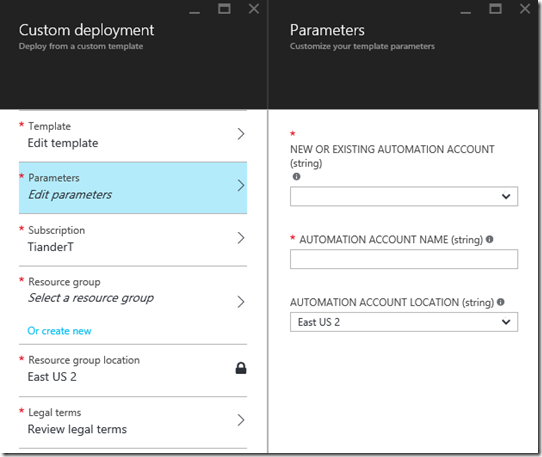 Custom deployment
Deploy from a custom template
* Template
Edit template
* Parameters
Edit parameters
* Subscription
TianderT
* Resource group
Select a resource group
Or create new
* Resource group location
East US 2
* Legal terms
Review legal terms
Parameters
Customize your template parameters
*
NEW OR EXISTING AUTOMATION ACCOUNT
(string)
* AUTOMATION ACCOUNT NAME (string)
AUTOMATION ACCOUNT LOCATION (string)
East US 2